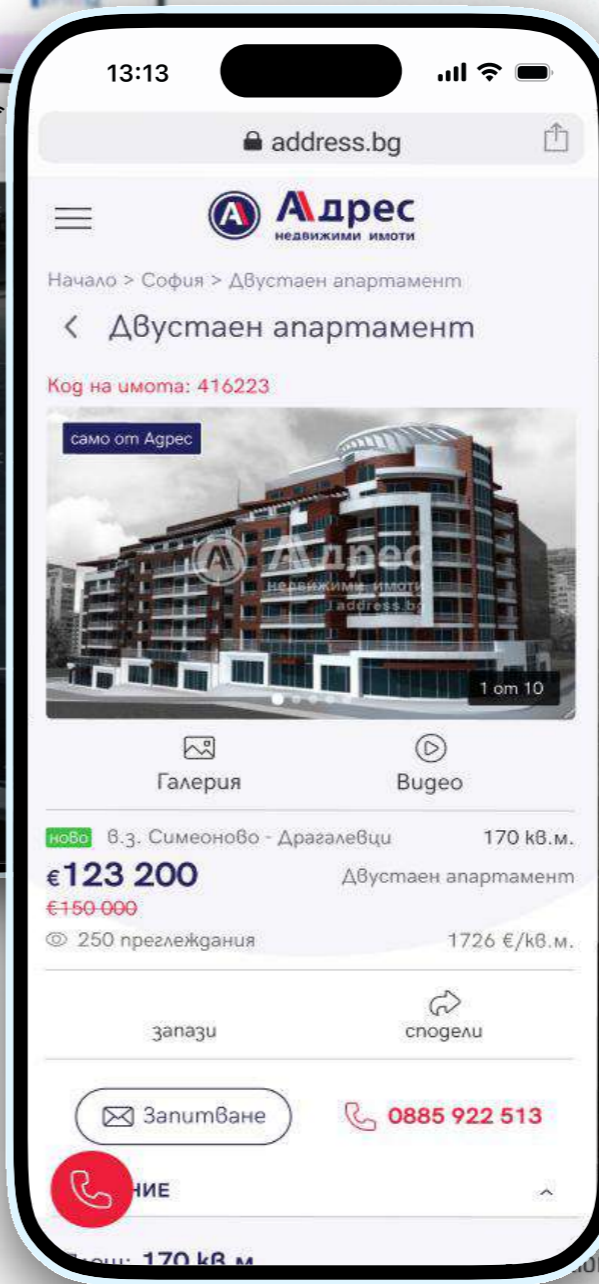 13:13
address.bg
Адрес
недвижими имоти
Начало > София > Двустаен апартамент
Двустаен апартамент
Код на имота: 416223
само от Адрес
Адрес
недвижими имоти
address.bg
1 от 10
Галерия Видео
ново в.з. Симеоново - Драгалевци 170 кв.м.
€123 200 Двустаен апартамент
€150 000
250 преглеждания 1726 €/кв.м.
запази сподели
Запитване 0885 922 513
170 кв.м